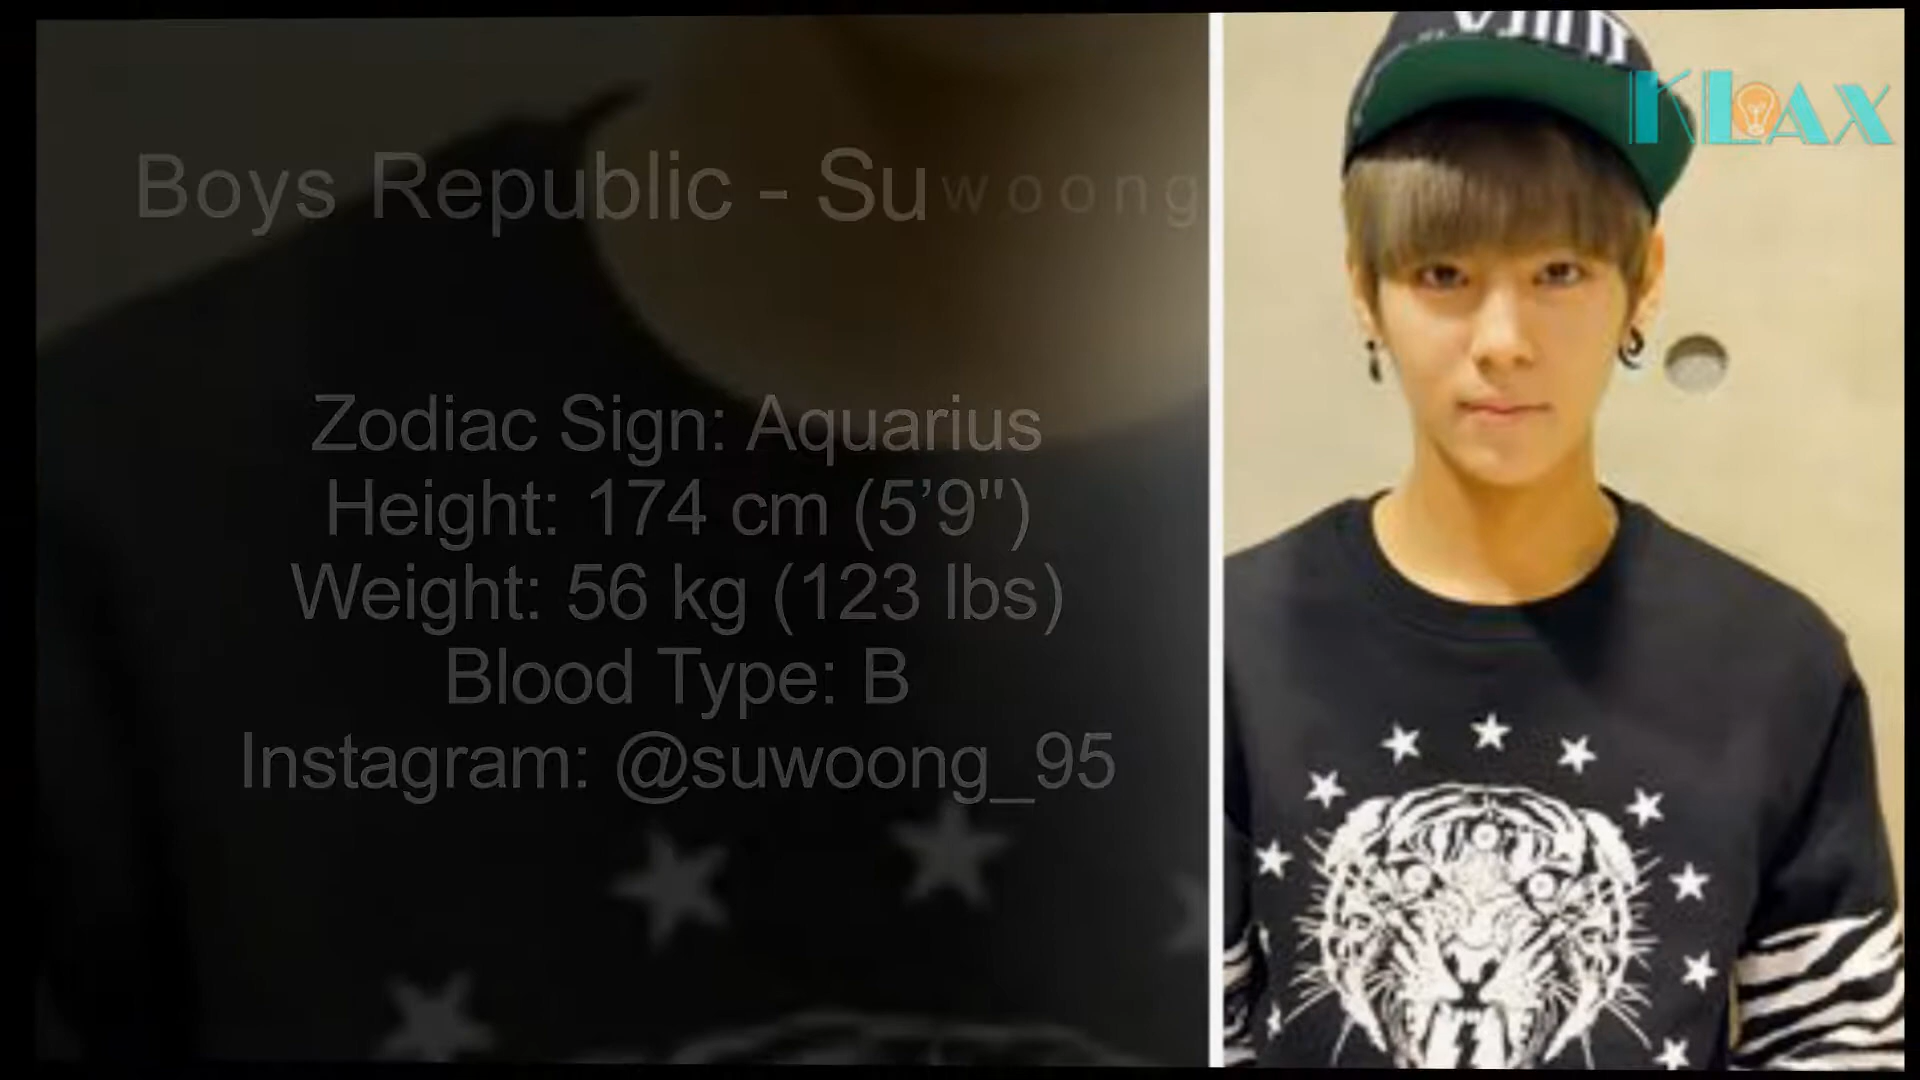 Boys Republic - Suwoong
KLAX
Zodiac Sign: Aquarius
Height: 174 cm (5’9")
Weight: 56 kg (123 lbs)
Blood Type: B
Instagram: @suwoong_95